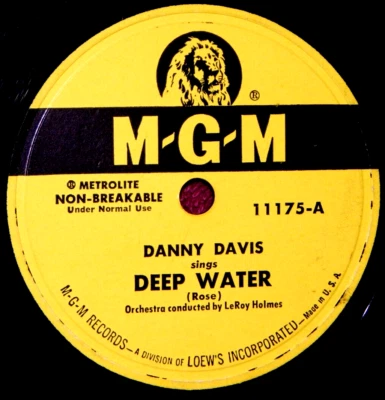 ®
M-G-M
® METROLITE
NON-BREAKABLE
Under Normal Use
11175-A
DANNY DAVIS
sings
DEEP WATER
(Rose)
Orchestra conducted by LeRoy Holmes
M-G-M RECORDS—A DIVISION OF LOEW'S INCORPORATED—Made in U. S. A.